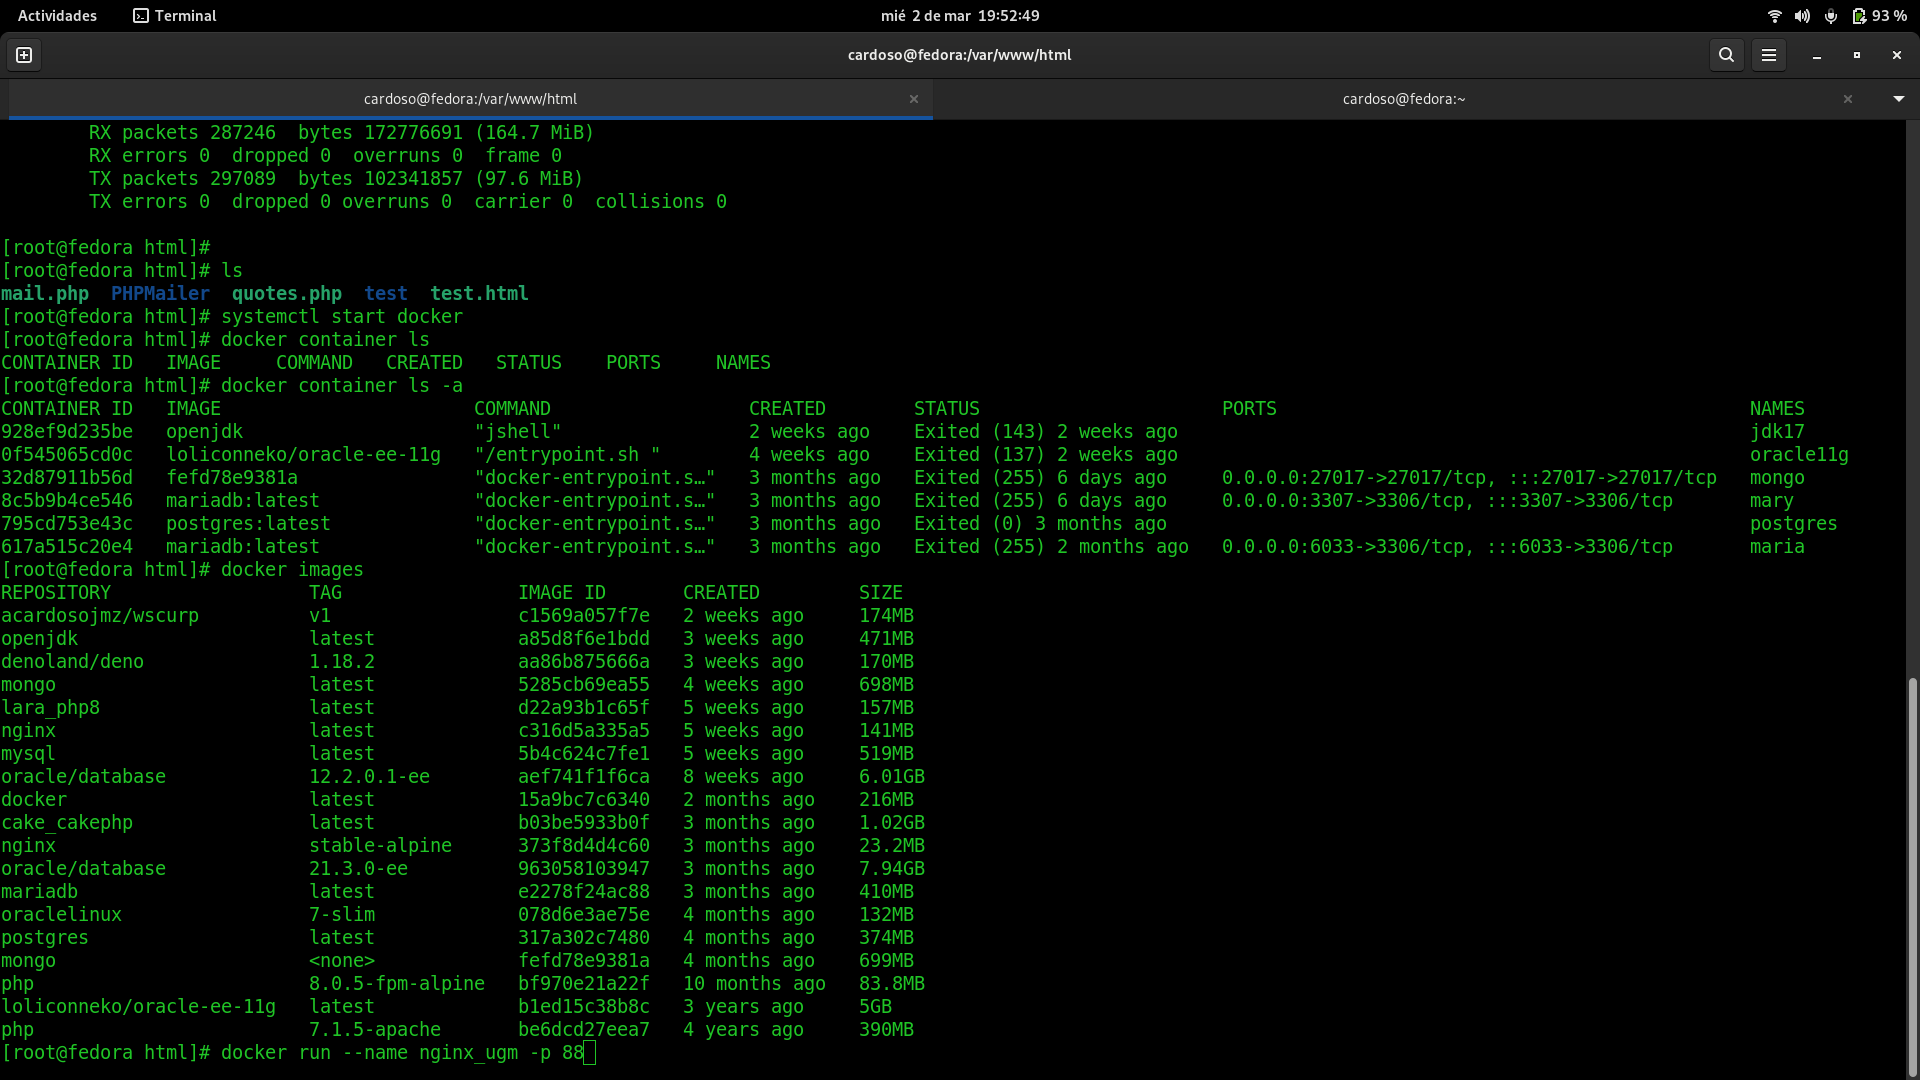 Actividades Terminal mié 2 de mar 19:52:49 93 %
cardoso@fedora:/var/www/html
cardoso@fedora:/var/www/html cardoso@fedora:~
RX packets 287246  bytes 172776691 (164.7 MiB)
RX errors 0  dropped 0  overruns 0  frame 0
TX packets 297089  bytes 102341857 (97.6 MiB)
TX errors 0  dropped 0 overruns 0  carrier 0  collisions 0
[root@fedora html]#
[root@fedora html]# ls
mail.php  PHPMailer  quotes.php  test  test.html
[root@fedora html]# systemctl start docker
[root@fedora html]# docker container ls
CONTAINER ID   IMAGE     COMMAND   CREATED   STATUS    PORTS     NAMES
[root@fedora html]# docker container ls -a
CONTAINER ID   IMAGE                       COMMAND                  CREATED        STATUS                      PORTS                                           NAMES
928ef9d235be   openjdk                     "jshell"                 2 weeks ago    Exited (143) 2 weeks ago                                                    jdk17
0f545065cd0c   loliconneko/oracle-ee-11g   "/entrypoint.sh "        4 weeks ago    Exited (137) 2 weeks ago                                                    oracle11g
32d87911b56d   fefd78e9381a                "docker-entrypoint.s…"   3 months ago   Exited (255) 6 days ago     0.0.0.0:27017->27017/tcp, :::27017->27017/tcp   mongo
8c5b9b4ce546   mariadb:latest              "docker-entrypoint.s…"   3 months ago   Exited (255) 6 days ago     0.0.0.0:3307->3306/tcp, :::3307->3306/tcp       mary
795cd753e43c   postgres:latest             "docker-entrypoint.s…"   3 months ago   Exited (0) 3 months ago                                                     postgres
617a515c20e4   mariadb:latest              "docker-entrypoint.s…"   3 months ago   Exited (255) 2 months ago   0.0.0.0:6033->3306/tcp, :::6033->3306/tcp       maria
[root@fedora html]# docker images
REPOSITORY                  TAG                IMAGE ID       CREATED         SIZE
acardosojmz/wscurp          v1                 c1569a057f7e   2 weeks ago     174MB
openjdk                     latest             a85d8f6e1bdd   3 weeks ago     471MB
denoland/deno               1.18.2             aa86b875666a   3 weeks ago     170MB
mongo                       latest             5285cb69ea55   4 weeks ago     698MB
lara_php8                   latest             d22a93b1c65f   5 weeks ago     157MB
nginx                       latest             c316d5a335a5   5 weeks ago     141MB
mysql                       latest             5b4c624c7fe1   5 weeks ago     519MB
oracle/database             12.2.0.1-ee        aef741f1f6ca   8 weeks ago     6.01GB
docker                      latest             15a9bc7c6340   2 months ago    216MB
cake_cakephp                latest             b03be5933b0f   3 months ago    1.02GB
nginx                       stable-alpine      373f8d4d4c60   3 months ago    23.2MB
oracle/database             21.3.0-ee          963058103947   3 months ago    7.94GB
mariadb                     latest             e2278f24ac88   3 months ago    410MB
oraclelinux                 7-slim             078d6e3ae75e   4 months ago    132MB
postgres                    latest             317a302c7480   4 months ago    374MB
mongo                       <none>             fefd78e9381a   4 months ago    699MB
php                         8.0.5-fpm-alpine   bf970e21a22f   10 months ago   83.8MB
loliconneko/oracle-ee-11g   latest             b1ed15c38b8c   3 years ago     5GB
php                         7.1.5-apache       be6dcd27eea7   4 years ago     390MB
[root@fedora html]# docker run --name nginx_ugm -p 88